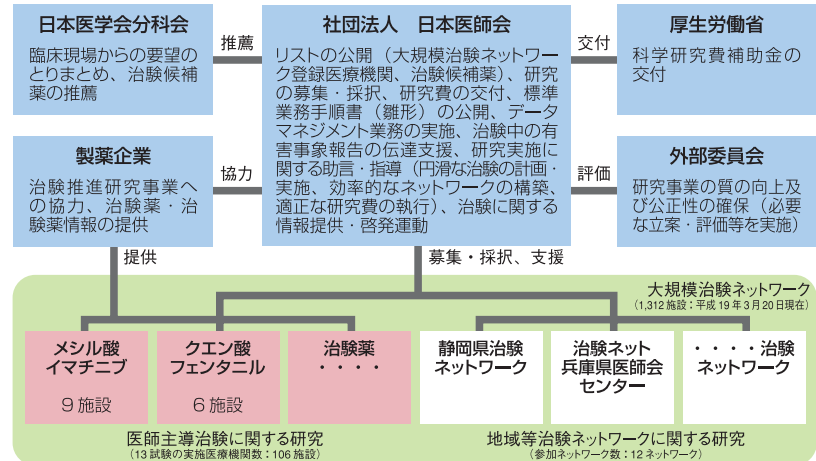 日本医学会分科会
臨床現場からの要望の
とりまとめ、治験候補
薬の推薦
推薦
社団法人 日本医師会
リストの公開（大規模治験ネットワー
ク登録医療機関、治験候補薬）、研究
の募集・採択、研究費の交付、標準
業務手順書（雛形）の公開、データ
マネジメント業務の実施、治験中の有
害事象報告の伝達支援、研究実施に
関する助言・指導（円滑な治験の計画・
実施、効率的なネットワークの構築、
適正な研究費の執行）、治験に関する
情報提供・啓発運動
交付
厚生労働省
科学研究費補助金の
交付
製薬企業
治験推進研究事業へ
の協力、治験薬・治
験薬情報の提供
協力
評価
外部委員会
研究事業の質の向上及
び公正性の確保（必要
な立案・評価等を実施）
提供
募集・採択、支援
大規模治験ネットワーク
（1,312施設：平成19年3月20日現在）
メシル酸
イマチニブ
9施設
クエン酸
フェンタニル
6施設
治験薬
・・・・
静岡県治験
ネットワーク
治験ネット
兵庫県医師会
センター
・・・・治験
ネットワーク
医師主導治験に関する研究
（13試験の実施医療機関数：106施設）
地域等治験ネットワークに関する研究
（参加ネットワーク数：12ネットワーク）